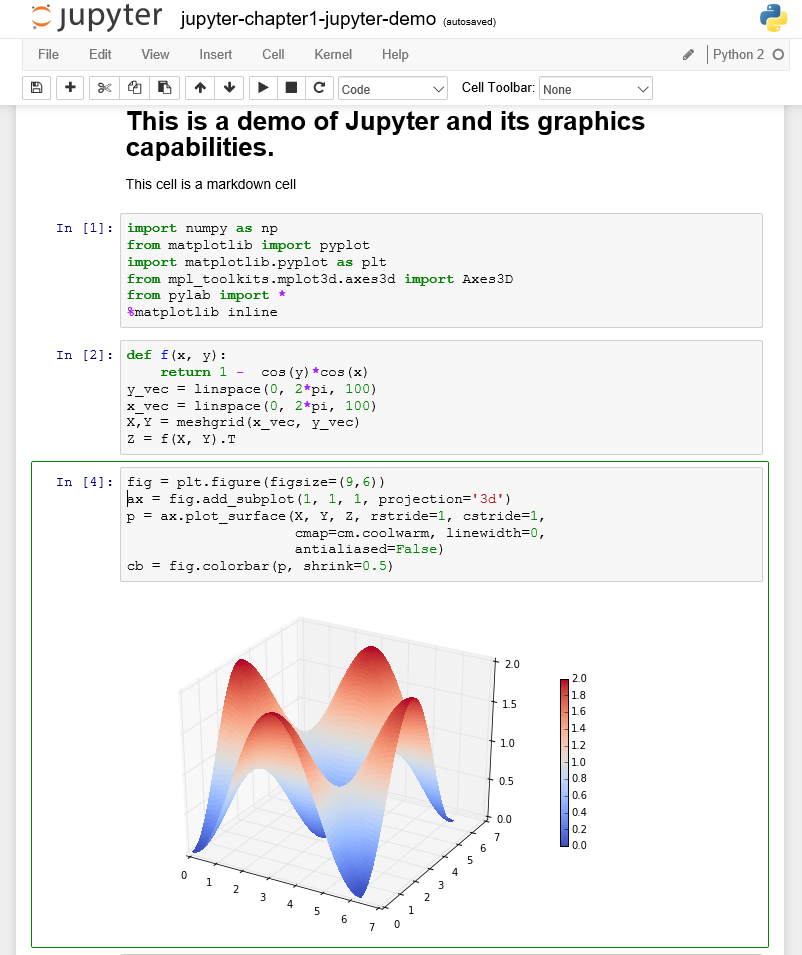 jupyter jupyter-chapter1-jupyter-demo (autosaved)
File Edit View Insert Cell Kernel Help Python 2
Code Cell Toolbar: None
This is a demo of Jupyter and its graphics
capabilities.
This cell is a markdown cell
In [1]: import numpy as np
from matplotlib import pyplot
import matplotlib.pyplot as plt
from mpl_toolkits.mplot3d.axes3d import Axes3D
from pylab import *
%matplotlib inline
In [2]: def f(x, y):
    return 1 -  cos(y)*cos(x)
y_vec = linspace(0, 2*pi, 100)
x_vec = linspace(0, 2*pi, 100)
X,Y = meshgrid(x_vec, y_vec)
Z = f(X, Y).T
In [4]: fig = plt.figure(figsize=(9,6))
ax = fig.add_subplot(1, 1, 1, projection='3d')
p = ax.plot_surface(X, Y, Z, rstride=1, cstride=1,
                    cmap=cm.coolwarm, linewidth=0,
                    antialiased=False)
cb = fig.colorbar(p, shrink=0.5)
2.0
1.5
1.0
0.5
0.0
0 1 2 3 4 5 6 7
0 1 2 3 4 5 6 7
2.0
1.8
1.6
1.4
1.2
1.0
0.8
0.6
0.4
0.2
0.0